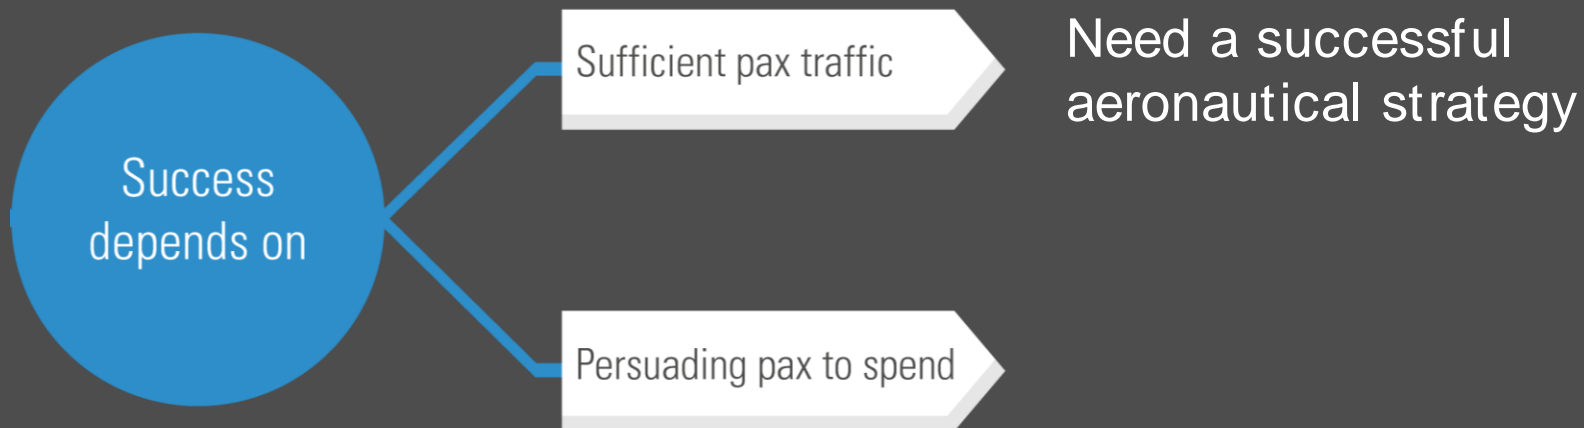 Success
depends on
Sufficient pax traffic
Need a successful
aeronautical strategy
Persuading pax to spend